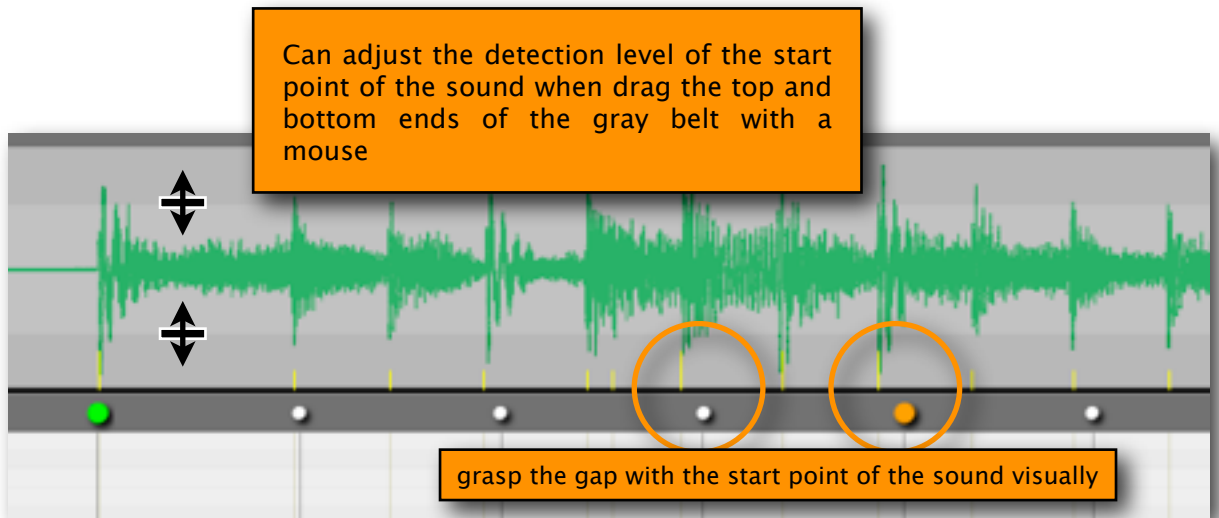 Can adjust the detection level of the start
point of the sound when drag the top and
bottom ends of the gray belt with a
mouse
grasp the gap with the start point of the sound visually